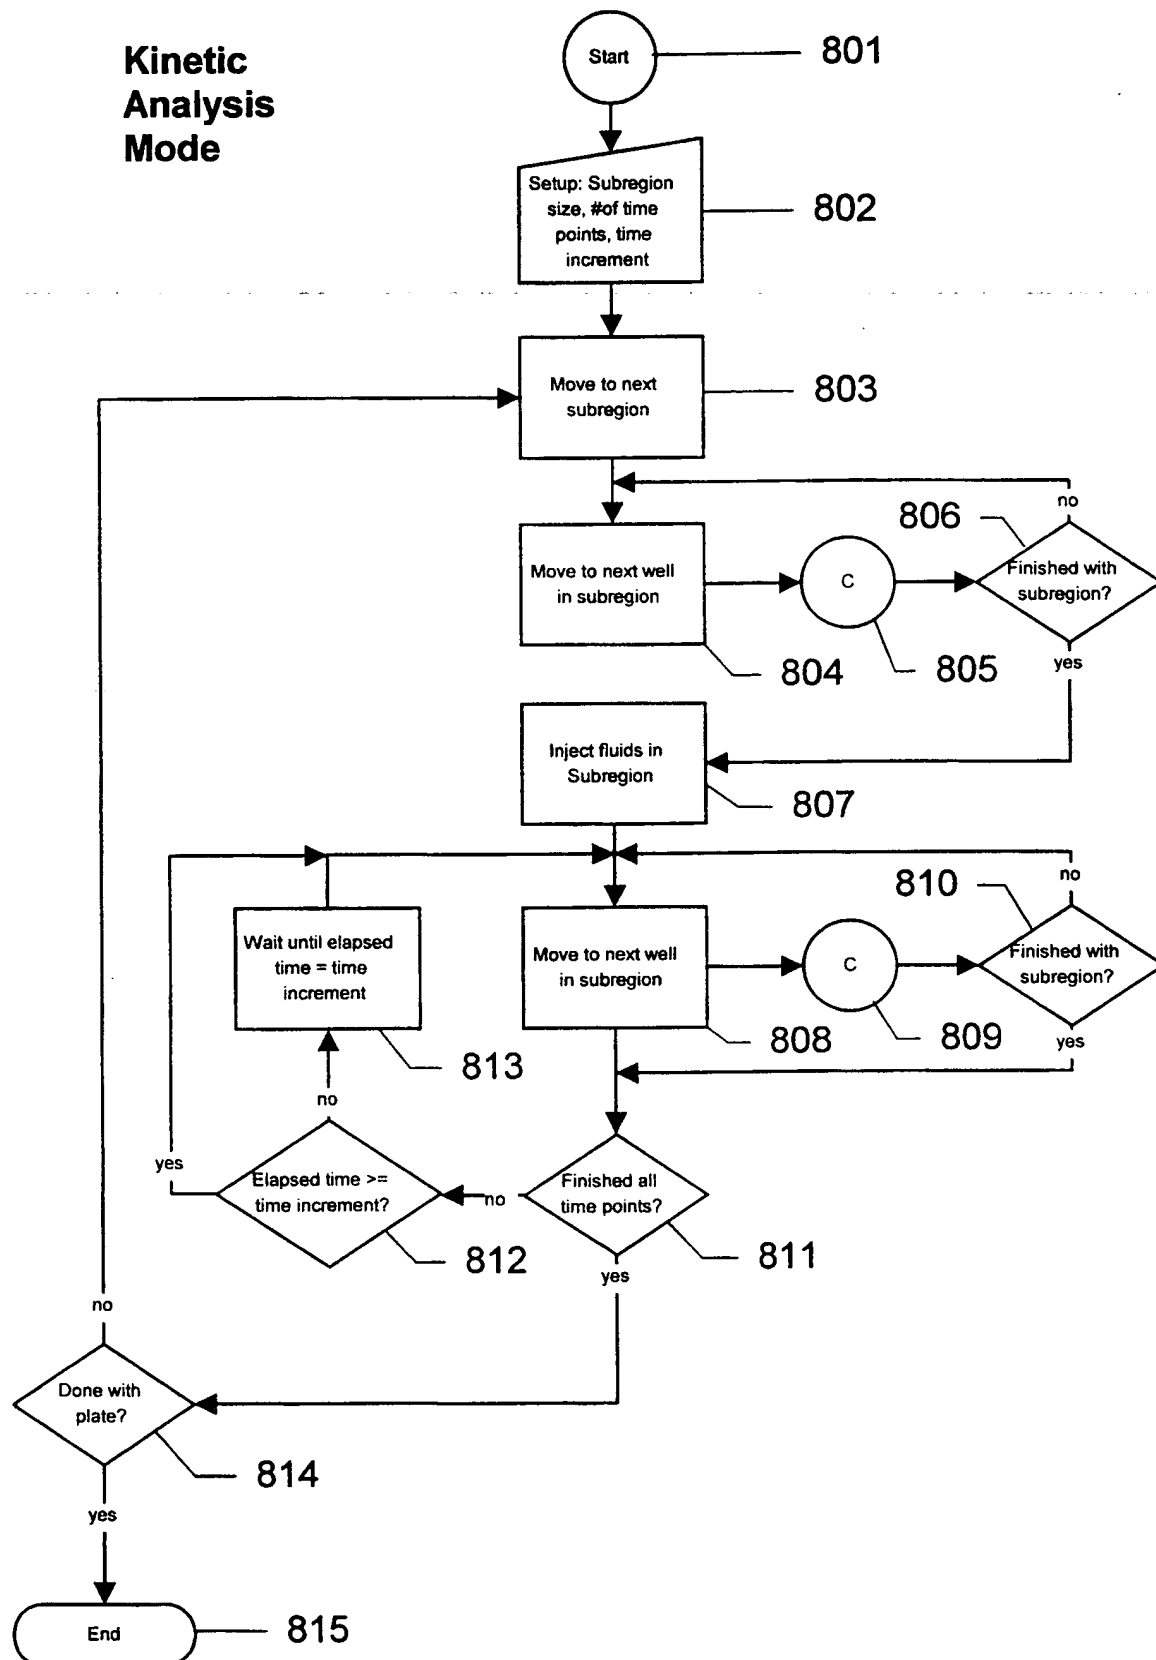 Kinetic
Analysis
Mode
Start
801
Setup: Subregion
size, #of time
points, time
increment
802
Move to next
subregion
803
no
806
Finished with
subregion?
Move to next well
in subregion
C
804
805
yes
Inject fluids in
Subregion
807
no
810
Wait until elapsed
time = time
increment
Move to next well
in subregion
C
Finished with
subregion?
813
808
809
yes
no
yes
Elapsed time >=
time increment?
no
Finished all
time points?
812
811
yes
no
Done with
plate?
814
yes
End
815